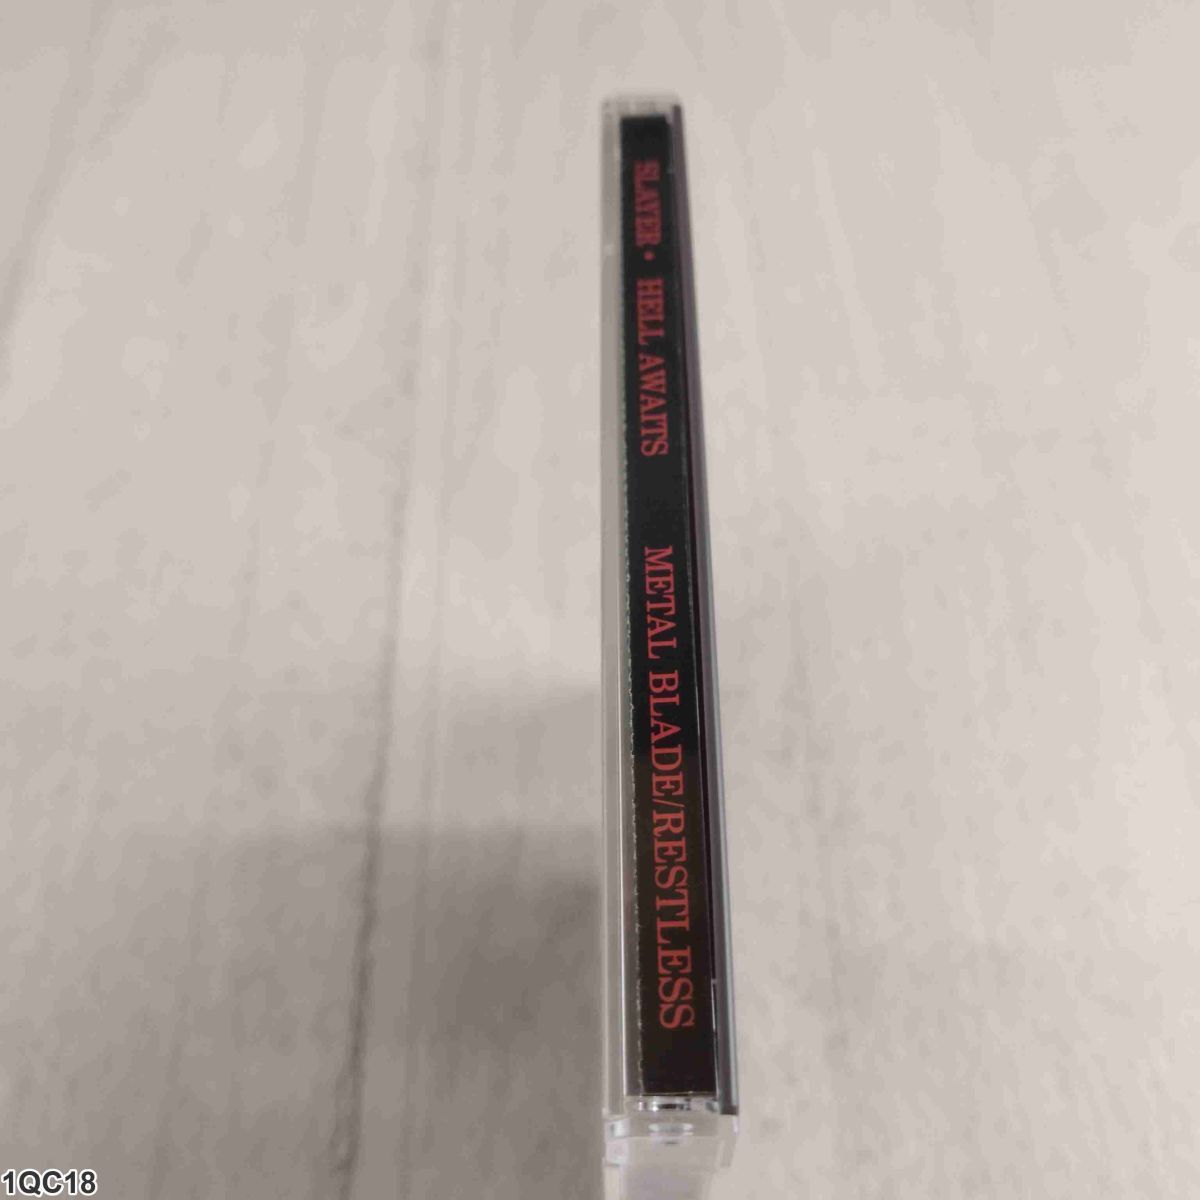 SLAYER • HELL AWAITS METAL BLADE/RESTLESS
1QC18